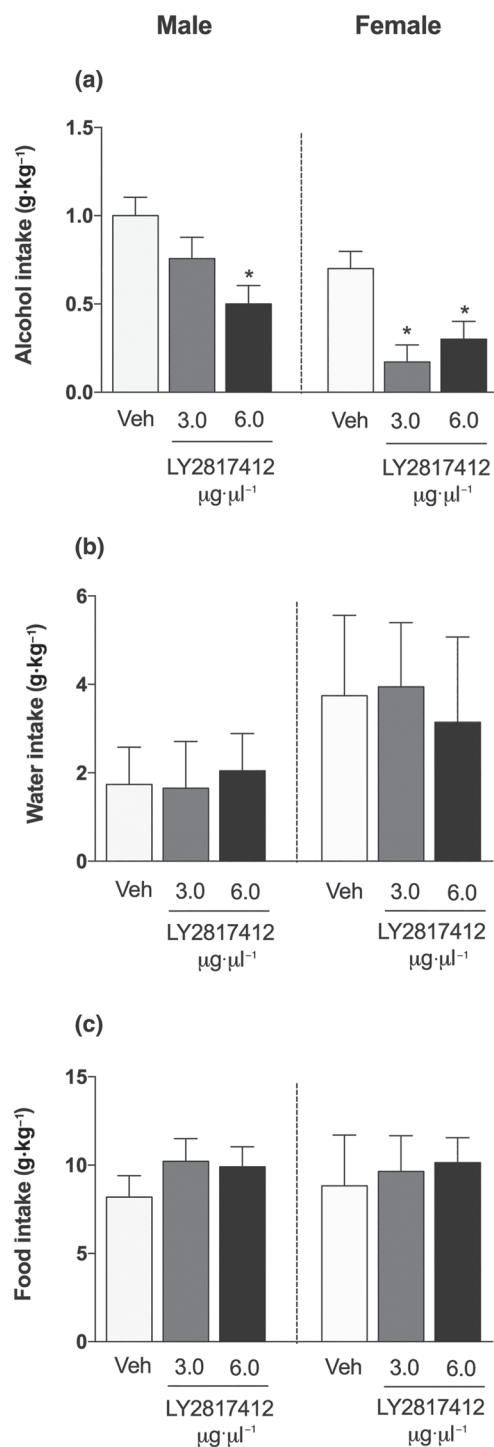 Male Female
(a)
Alcohol intake (g·kg⁻¹)
1.5
1.0
0.5
0.0
*
*
*
Veh 3.0 6.0 Veh 3.0 6.0
LY2817412 LY2817412
μg·μl⁻¹ μg·μl⁻¹
(b)
Water intake (g·kg⁻¹)
6
4
2
0
Veh 3.0 6.0 Veh 3.0 6.0
LY2817412 LY2817412
μg·μl⁻¹ μg·μl⁻¹
(c)
Food intake (g·kg⁻¹)
15
10
5
0
Veh 3.0 6.0 Veh 3.0 6.0
LY2817412 LY2817412
μg·μl⁻¹ μg·μl⁻¹